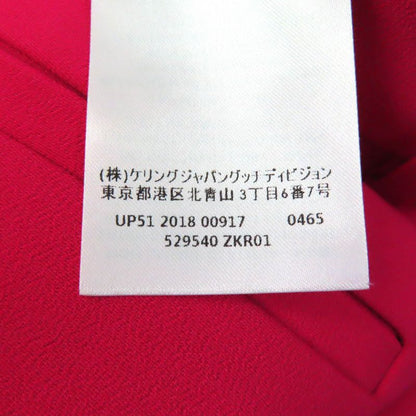 (株)ケリングジャパングッチ ディビジョン
東京都港区北青山3丁目6番7号
UP51 2018 00917 0465
529540 ZKR01